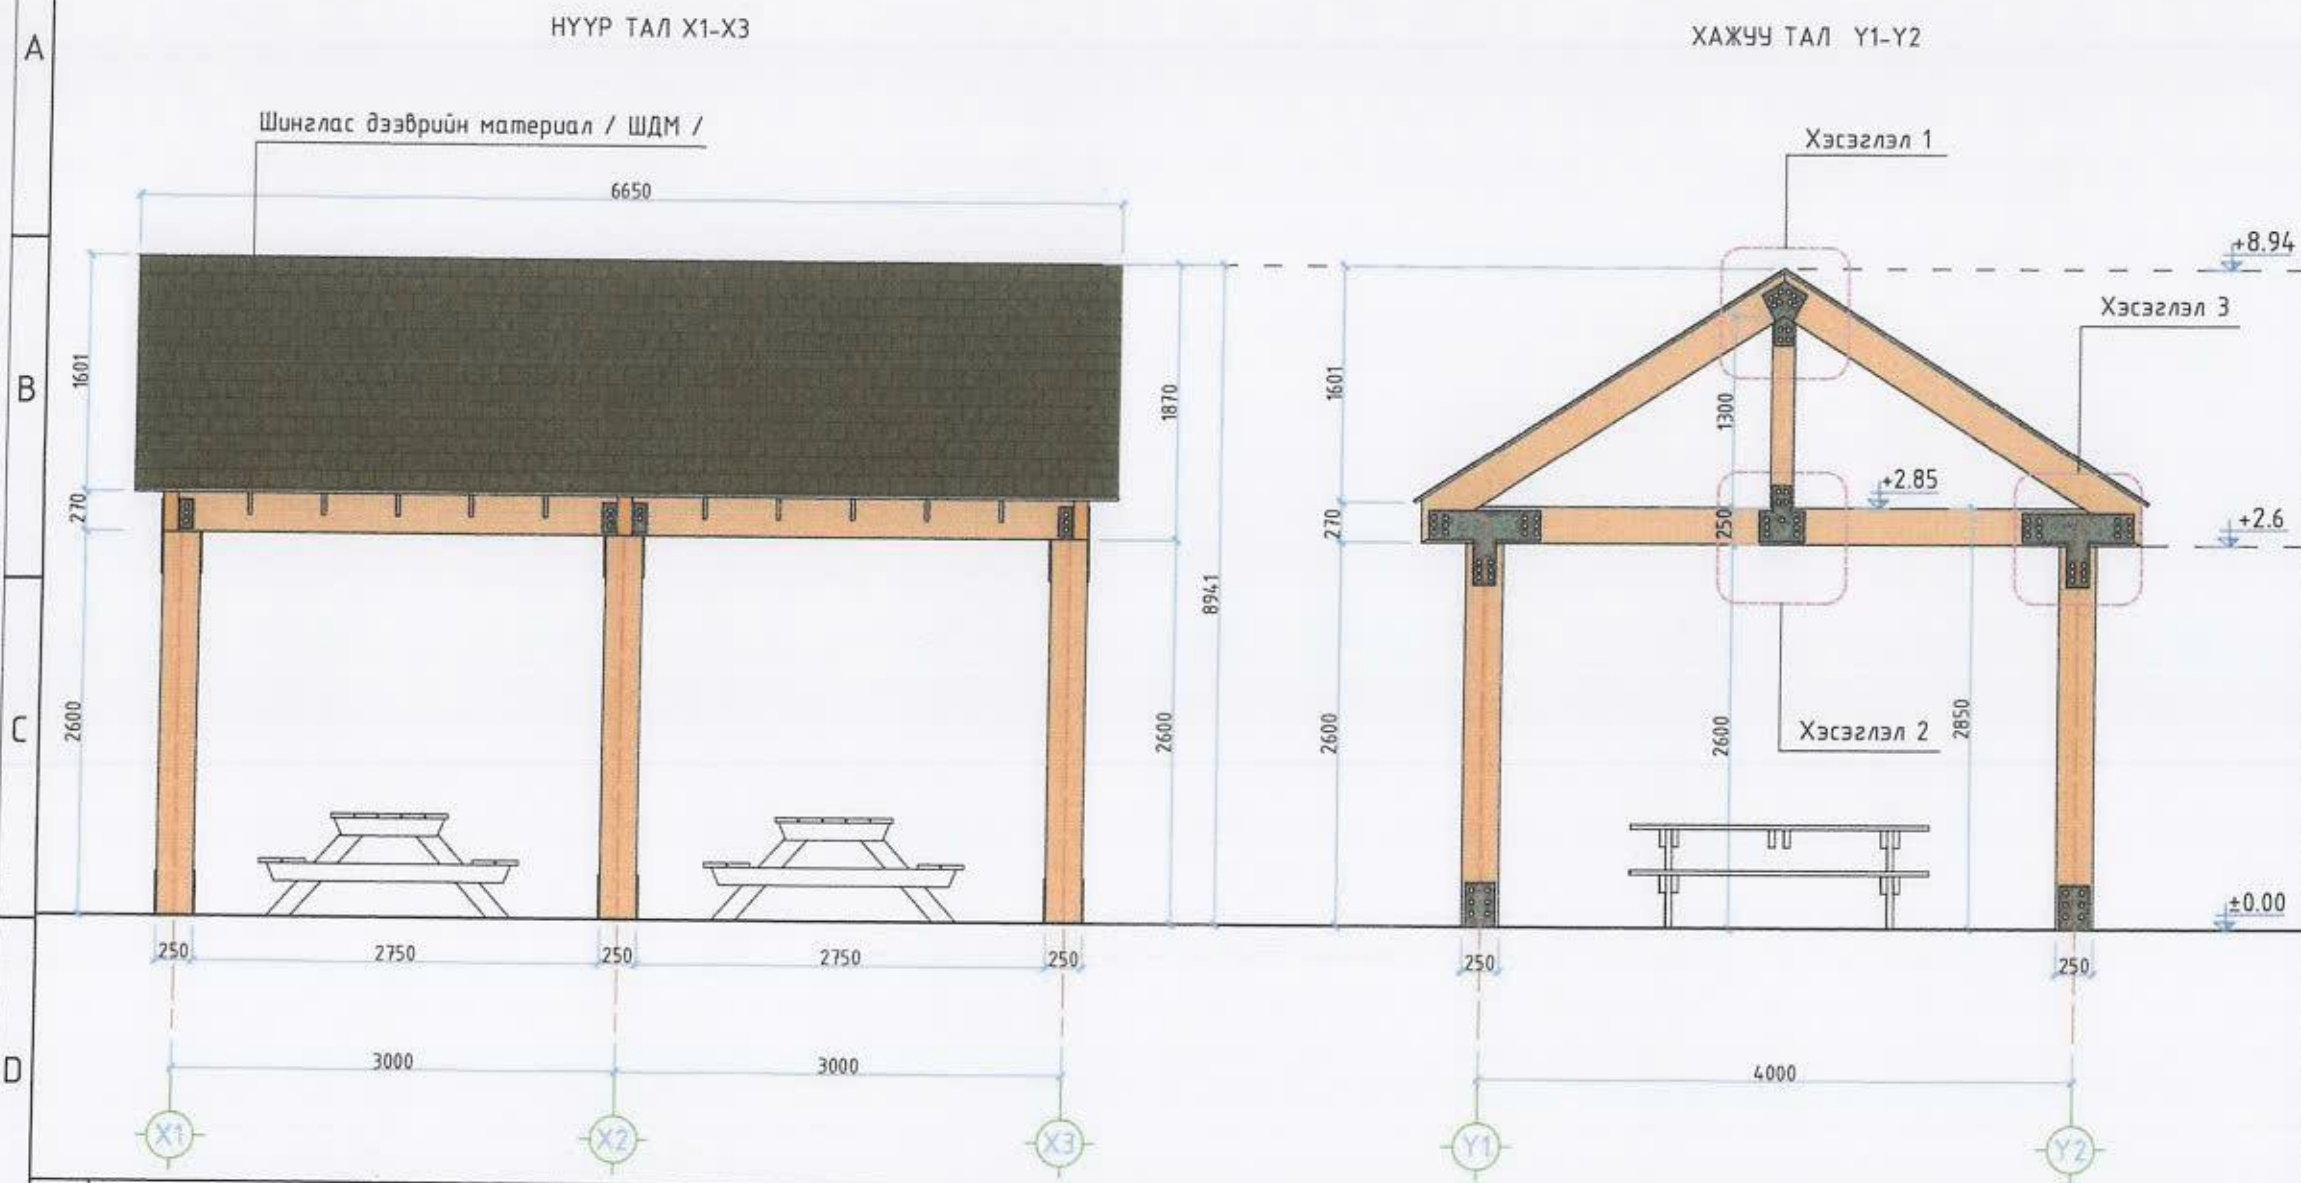 НҮҮР ТАЛ X1-X3
ХАЖУУ ТАЛ Y1-Y2
A
Шинглас дээврийн материал / ШДМ /
Хэсэглэл 1
6650
+8.94
Хэсэглэл 3
B
1601
1870
1601
1300
270
+2.85
270
250
+2.6
8941
C
2600
2600
2600
2600
Хэсэглэл 2
2850
±0.00
250
2750
250
2750
250
250
250
D
3000
3000
4000
X1
X2
X3
Y1
Y2